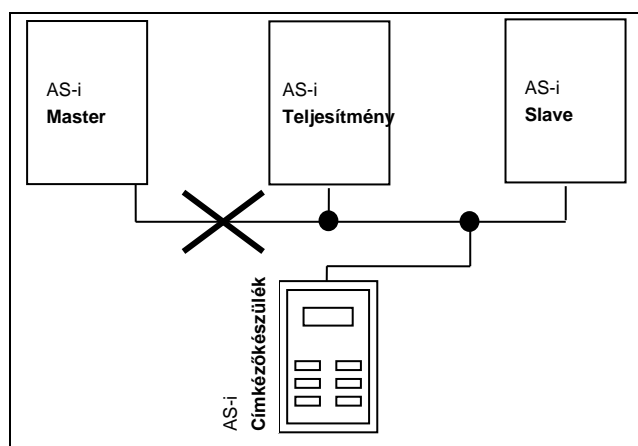 AS-i
Master
AS-i
Teljesítmény
AS-i
Slave
AS-i
Címkézőkészülék